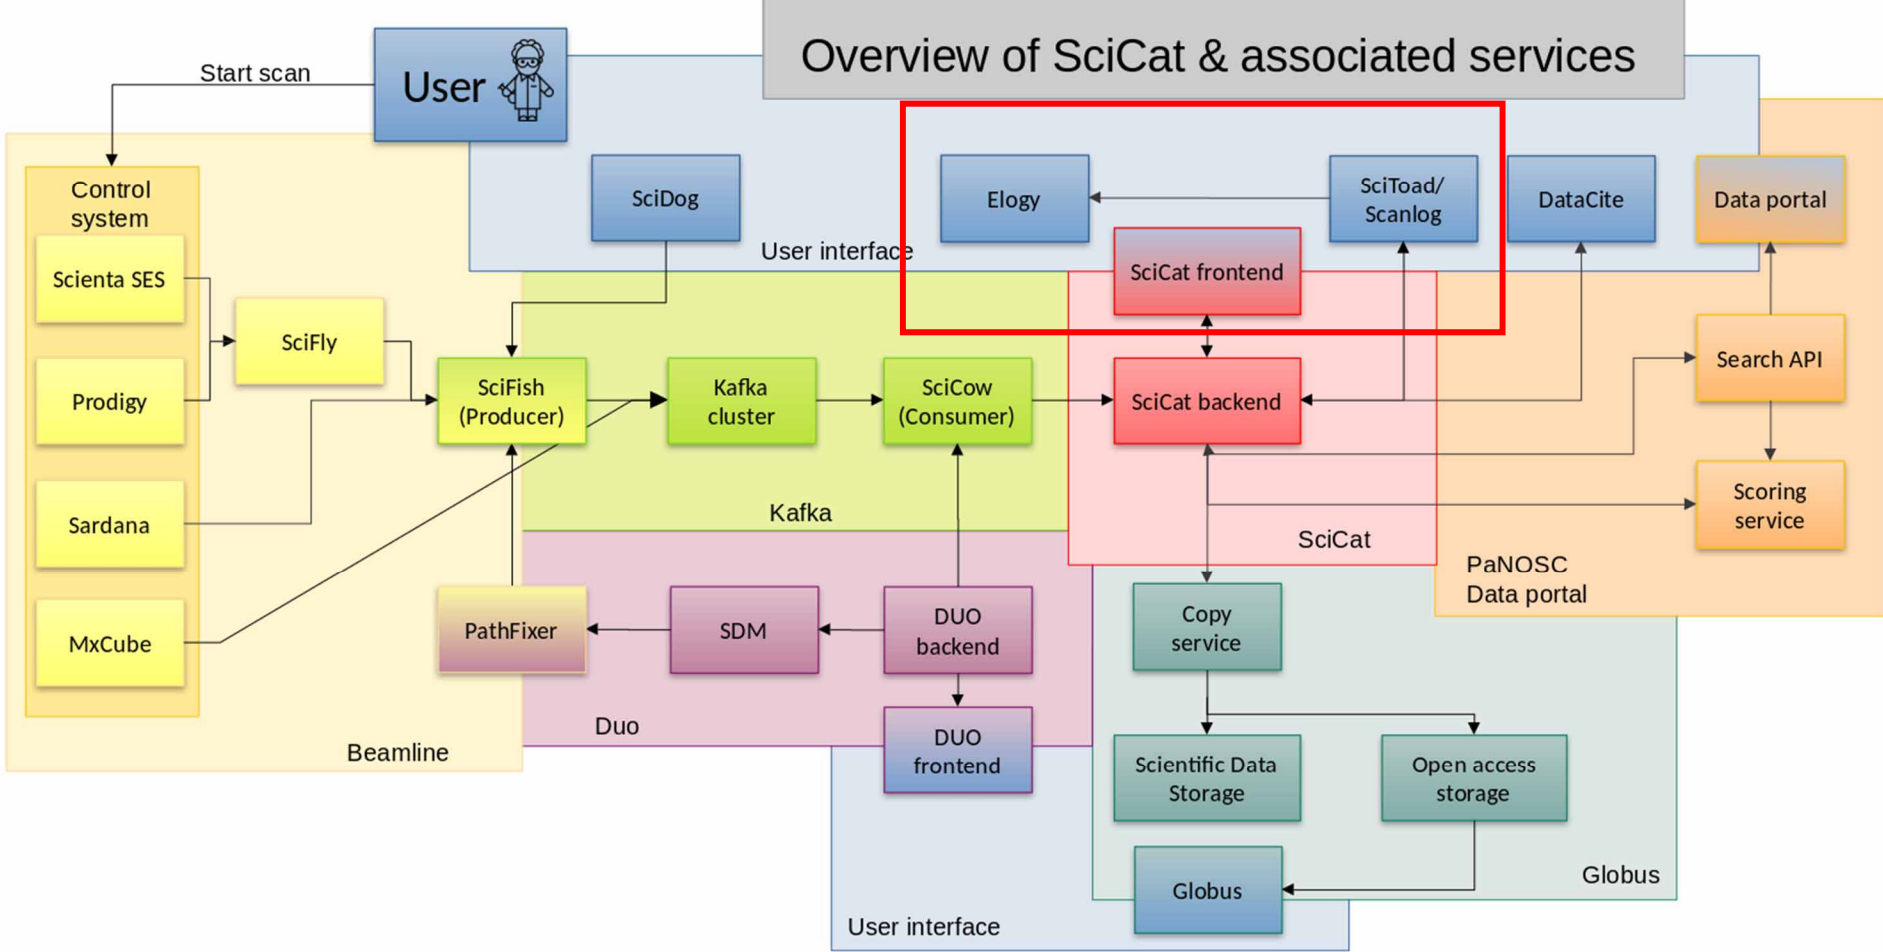 Overview of SciCat & associated services
Start scan
User
Control
system
Scienta SES
Prodigy
Sardana
MxCube
SciFly
SciDog
User interface
Elogy
SciToad/
Scanlog
DataCite
Data portal
SciCat frontend
SciFish
(Producer)
Kafka
cluster
SciCow
(Consumer)
SciCat backend
Search API
Scoring
service
Kafka
SciCat
PaNOSC
Data portal
PathFixer
SDM
DUO
backend
Copy
service
Duo
Beamline
DUO
frontend
Scientific Data
Storage
Open access
storage
Globus
Globus
User interface